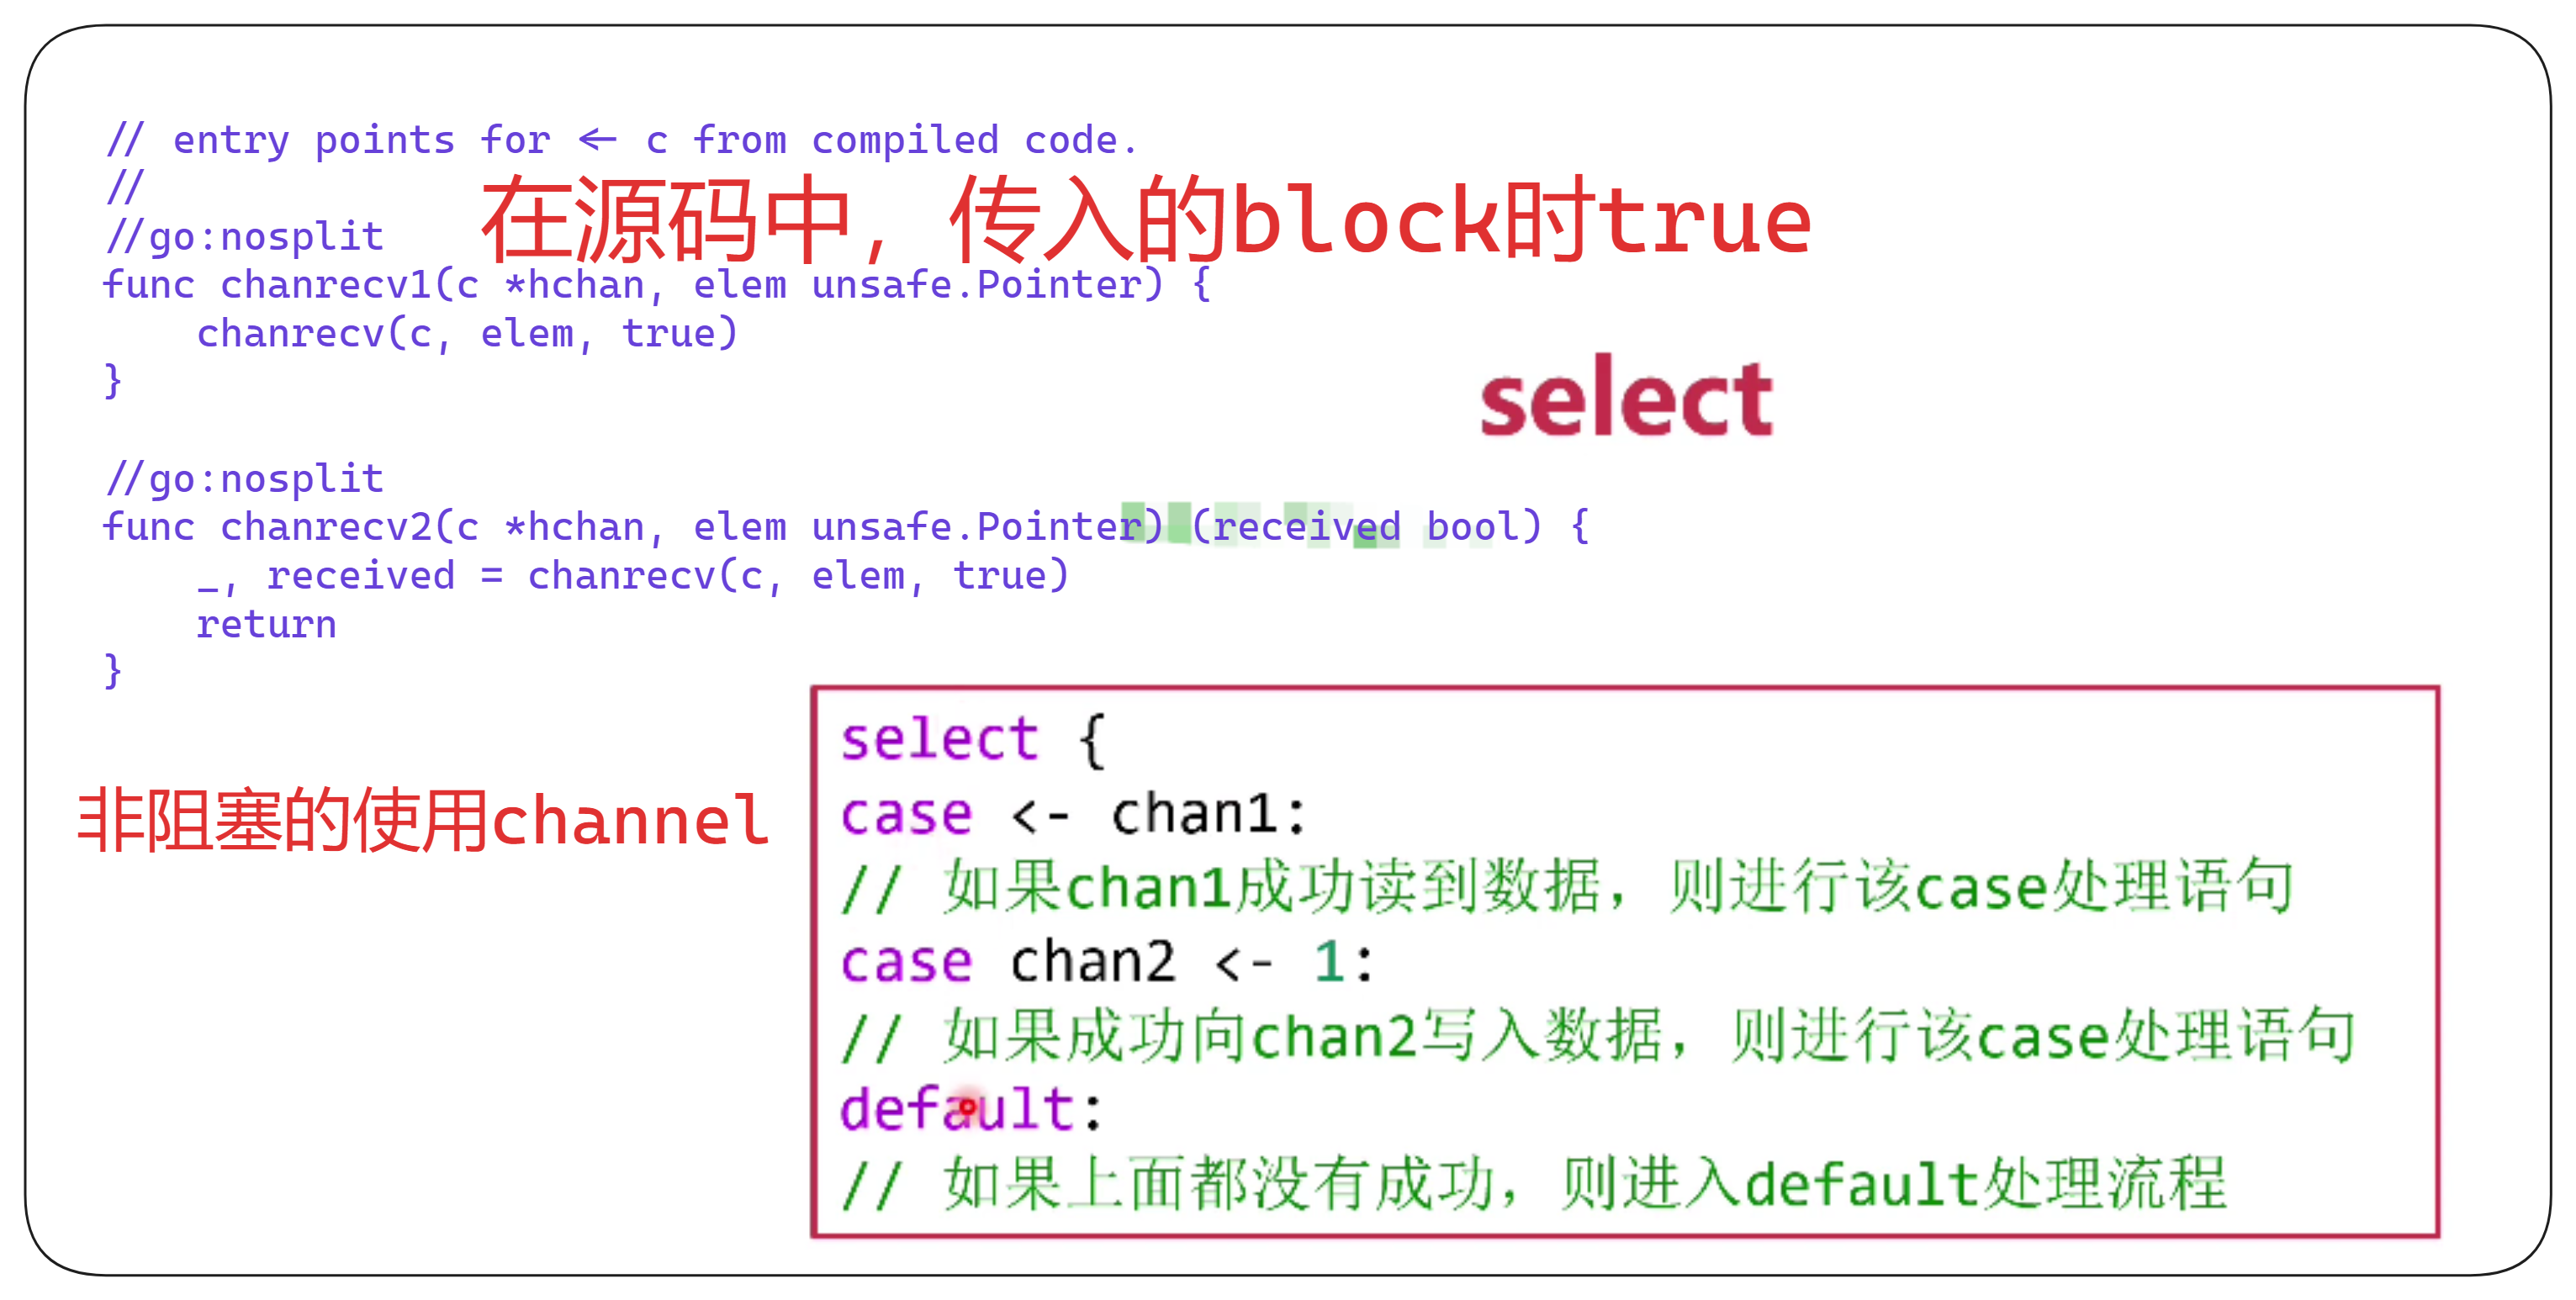 // entry points for <- c from compiled code.
//
//go:nosplit
在源码中，传入的block时true
func chanrecv1(c *hchan, elem unsafe.Pointer) {
    chanrecv(c, elem, true)
}
select
//go:nosplit
func chanrecv2(c *hchan, elem unsafe.Pointer) (received bool) {
    _, received = chanrecv(c, elem, true)
    return
}
非阻塞的使用channel
select {
case <- chan1:
// 如果chan1成功读到数据，则进行该case处理语句
case chan2 <- 1:
// 如果成功向chan2写入数据，则进行该case处理语句
default:
// 如果上面都没有成功，则进入default处理流程